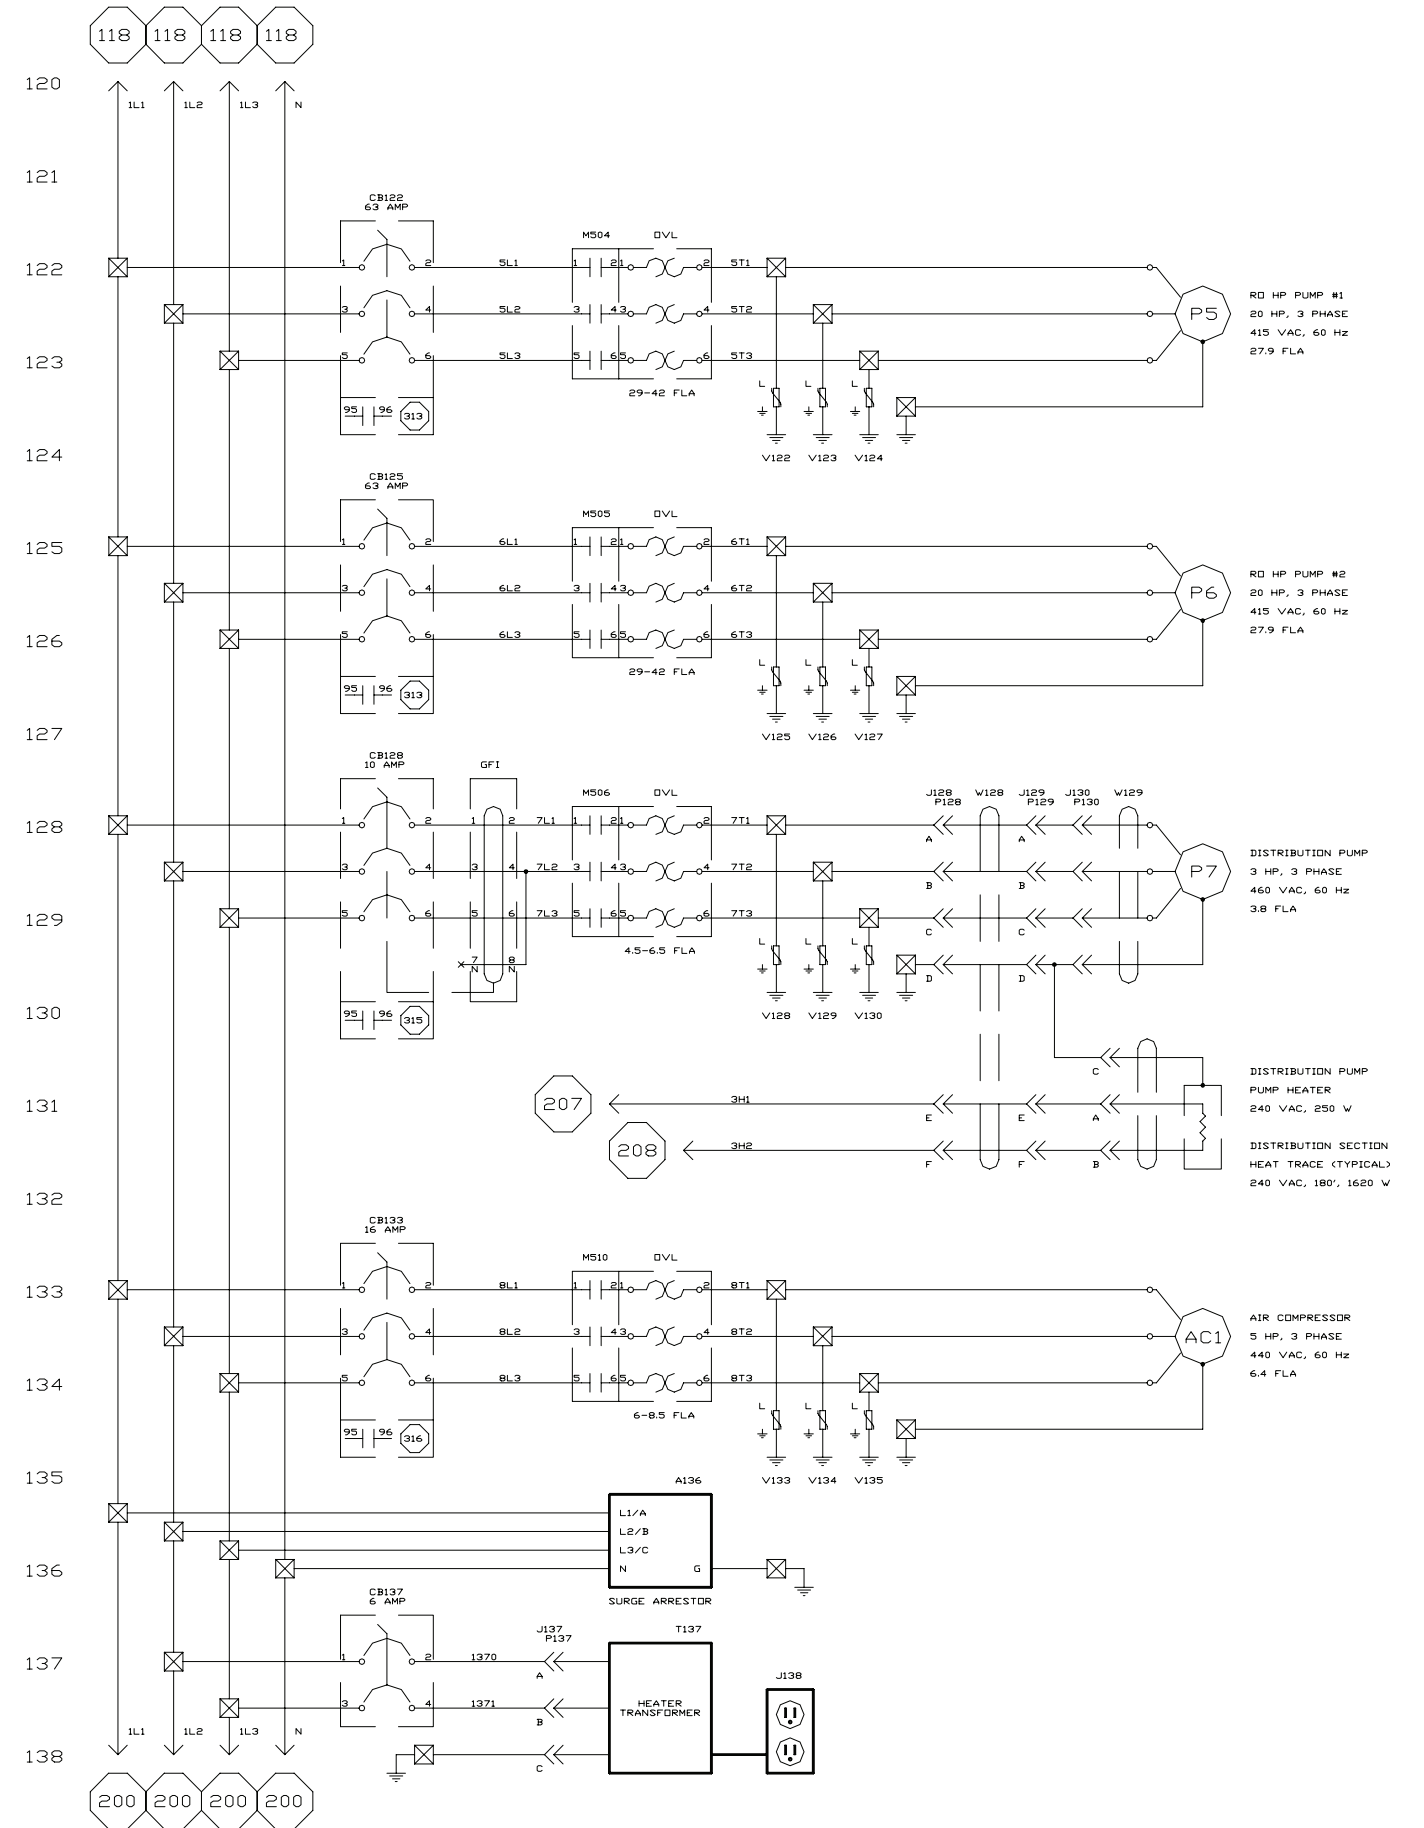 118 118 118 118
120
1L1 1L2 1L3 N
121
CB122
63 AMP
M504 OVL
122
1 2 5L1 1 2 1 2 5T1
3 4 5L2 3 4 3 4 5T2
P5
RO HP PUMP #1
20 HP, 3 PHASE
415 VAC, 60 Hz
27.9 FLA
123
5 6 5L3 5 6 5 6 5T3
29-42 FLA
L L L
95 96 313
124
V122 V123 V124
CB125
63 AMP
M505 OVL
125
1 2 6L1 1 2 1 2 6T1
3 4 6L2 3 4 3 4 6T2
P6
RO HP PUMP #2
20 HP, 3 PHASE
415 VAC, 60 Hz
27.9 FLA
126
5 6 6L3 5 6 5 6 6T3
29-42 FLA
L L L
95 96 313
127
V125 V126 V127
CB128
10 AMP
GFI
M506 OVL
J128
P128
W128
J129
P129
J130
P130
W129
128
1 2 1 2 7L1 1 2 1 2 7T1
A A
3 4 3 4 7L2 3 4 3 4 7T2
B B
P7
DISTRIBUTION PUMP
3 HP, 3 PHASE
460 VAC, 60 Hz
3.8 FLA
129
5 6 5 6 7L3 5 6 5 6 7T3
C C
4.5-6.5 FLA
L L L
7 8
N N
D D
95 96 315
130
V128 V129 V130
C
DISTRIBUTION PUMP
PUMP HEATER
240 VAC, 250 W
131
207
3H1
E E A
208
3H2
F F B
DISTRIBUTION SECTION
HEAT TRACE (TYPICAL)
240 VAC, 180', 1620 W
132
CB133
16 AMP
M510 OVL
133
1 2 8L1 1 2 1 2 8T1
3 4 8L2 3 4 3 4 8T2
AC1
AIR COMPRESSOR
5 HP, 3 PHASE
440 VAC, 60 Hz
6.4 FLA
134
5 6 8L3 5 6 5 6 8T3
6-8.5 FLA
L L L
95 96 316
135
V133 V134 V135
A136
L1/A
L2/B
L3/C
136
N G
SURGE ARRESTOR
CB137
6 AMP
J137
P137
T137
137
1 2 1370
A
J138
3 4 1371
B
HEATER
TRANSFORMER
1L1 1L2 1L3 N
138
C
200 200 200 200